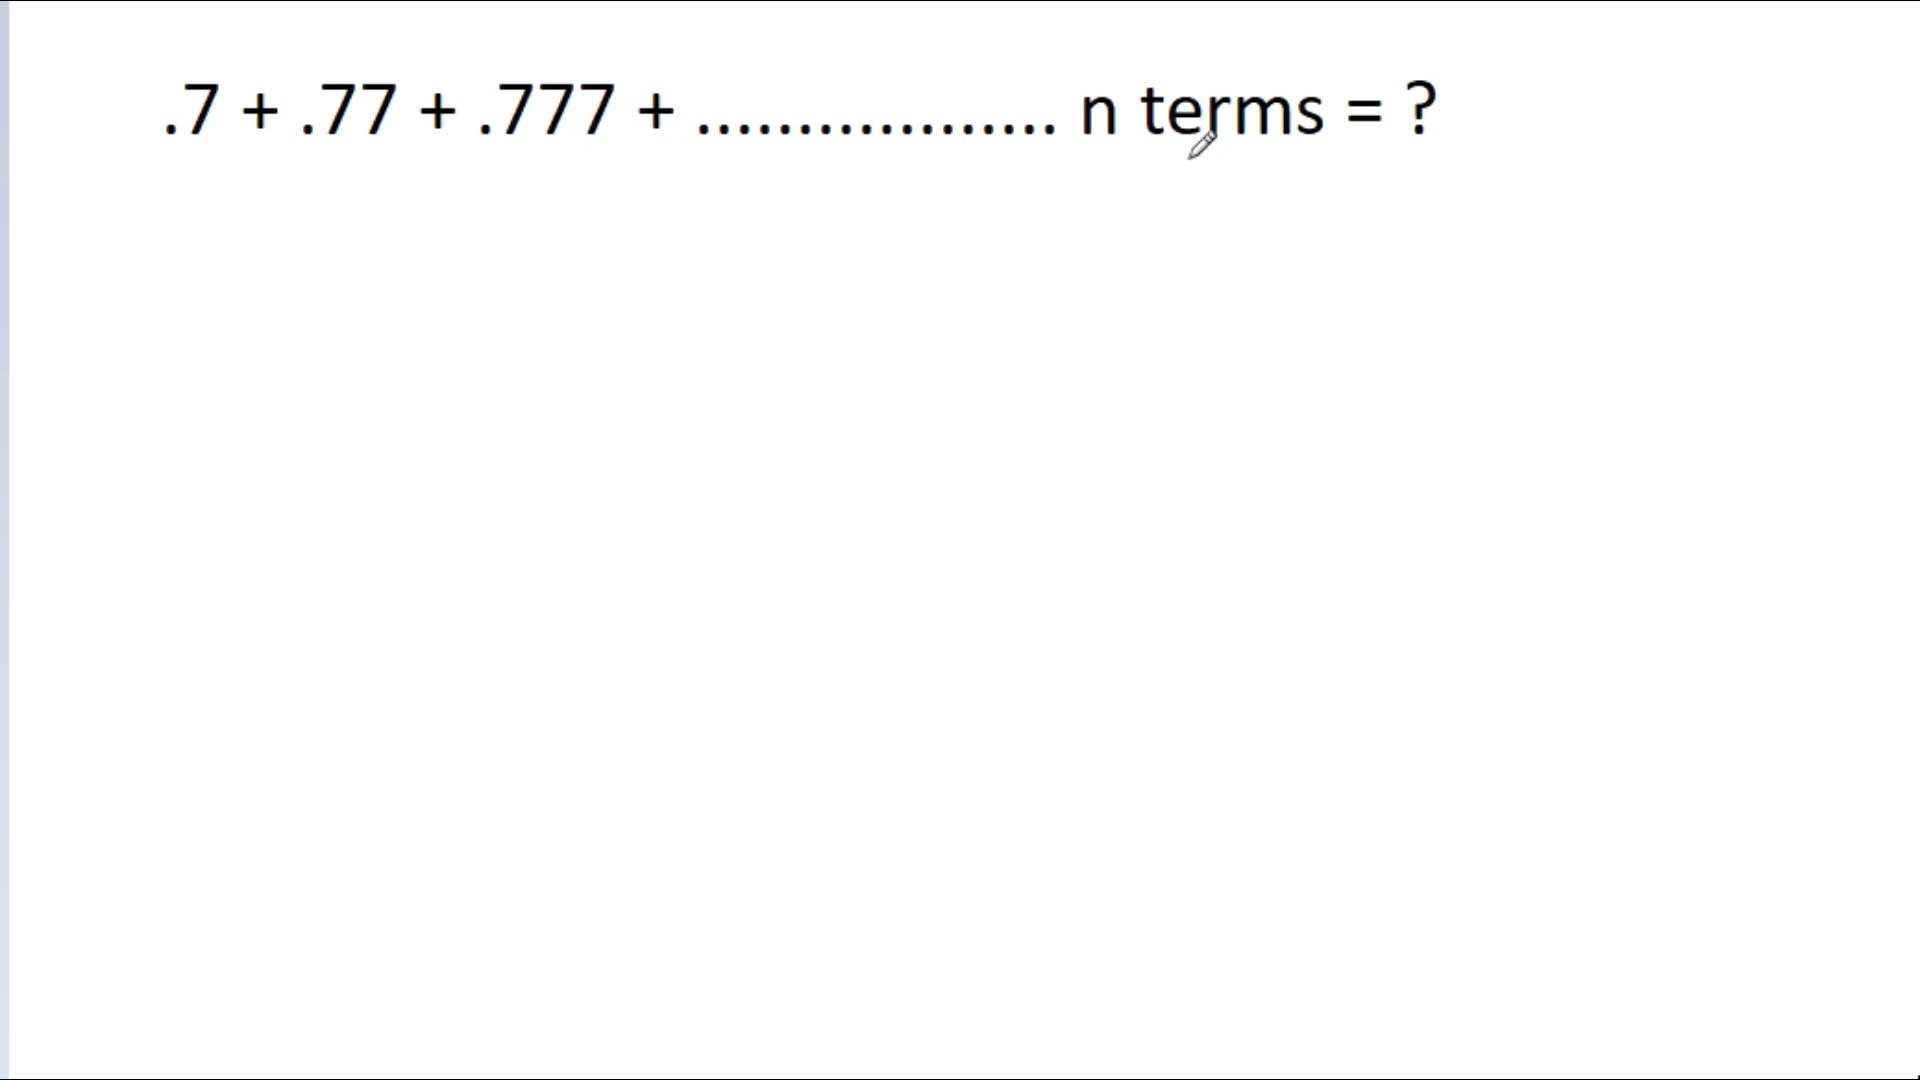 .7 + .77 + .777 + .................. n terms = ?